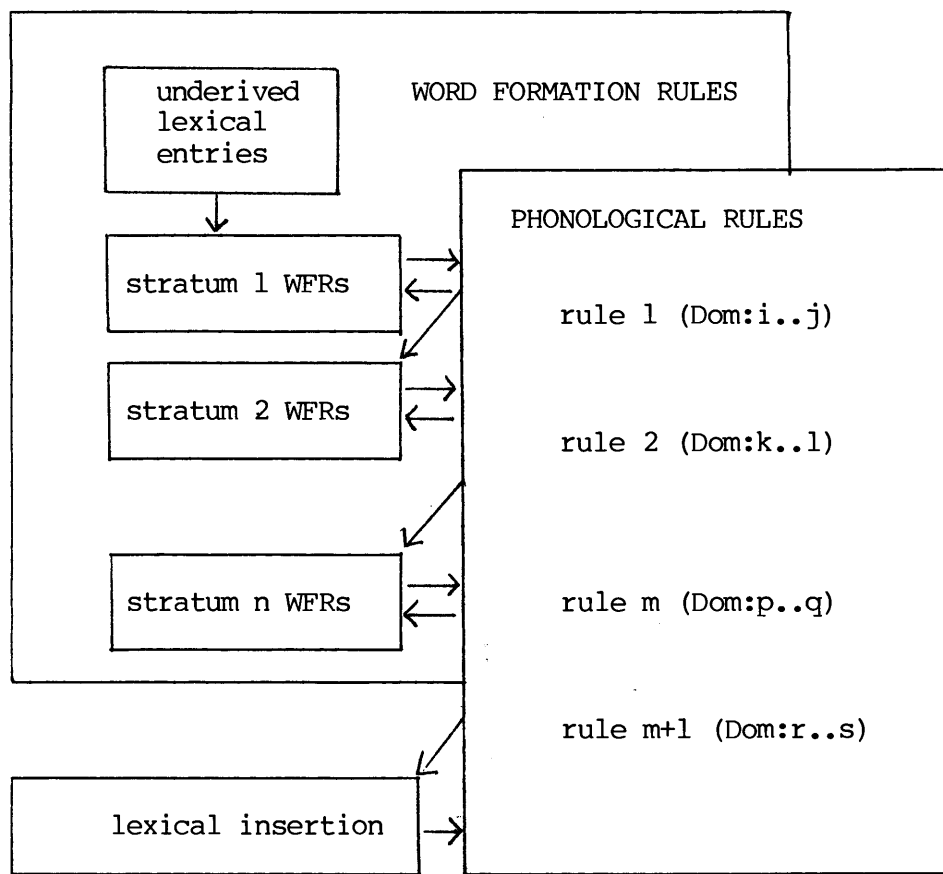 underived
lexical
entries
WORD FORMATION RULES
PHONOLOGICAL RULES
stratum 1 WFRs
rule 1 (Dom:i..j)
stratum 2 WFRs
rule 2 (Dom:k..l)
stratum n WFRs
rule m (Dom:p..q)
rule m+1 (Dom:r..s)
lexical insertion